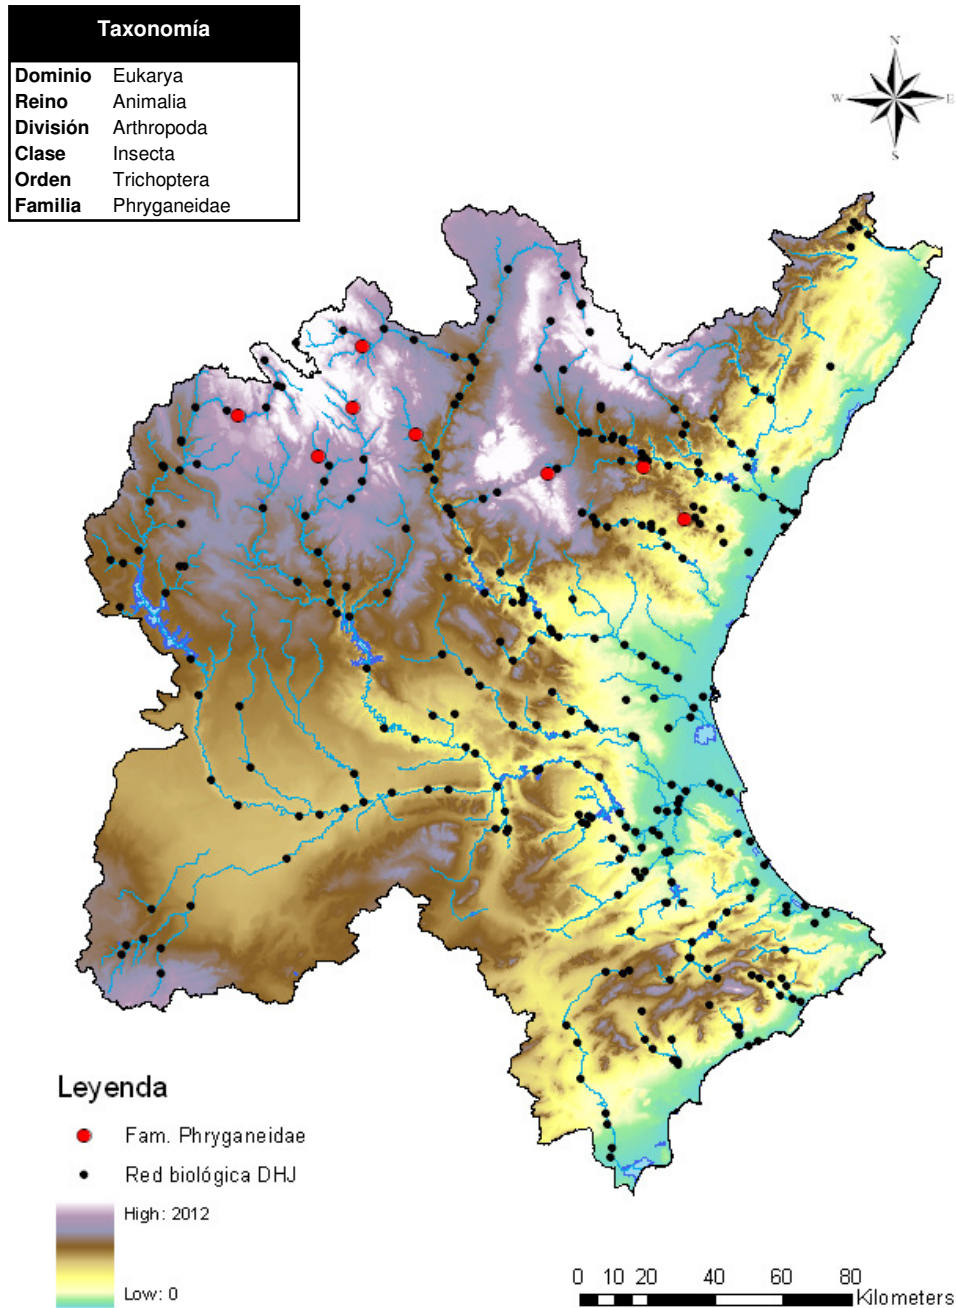 Taxonomía
Dominio Eukarya
Reino Animalia
División Arthropoda
Clase Insecta
Orden Trichoptera
Familia Phryganeidae
N
W E
S
Leyenda
Fam. Phryganeidae
Red biológica DHJ
High: 2012
Low: 0
0 10 20 40 60 80
Kilometers